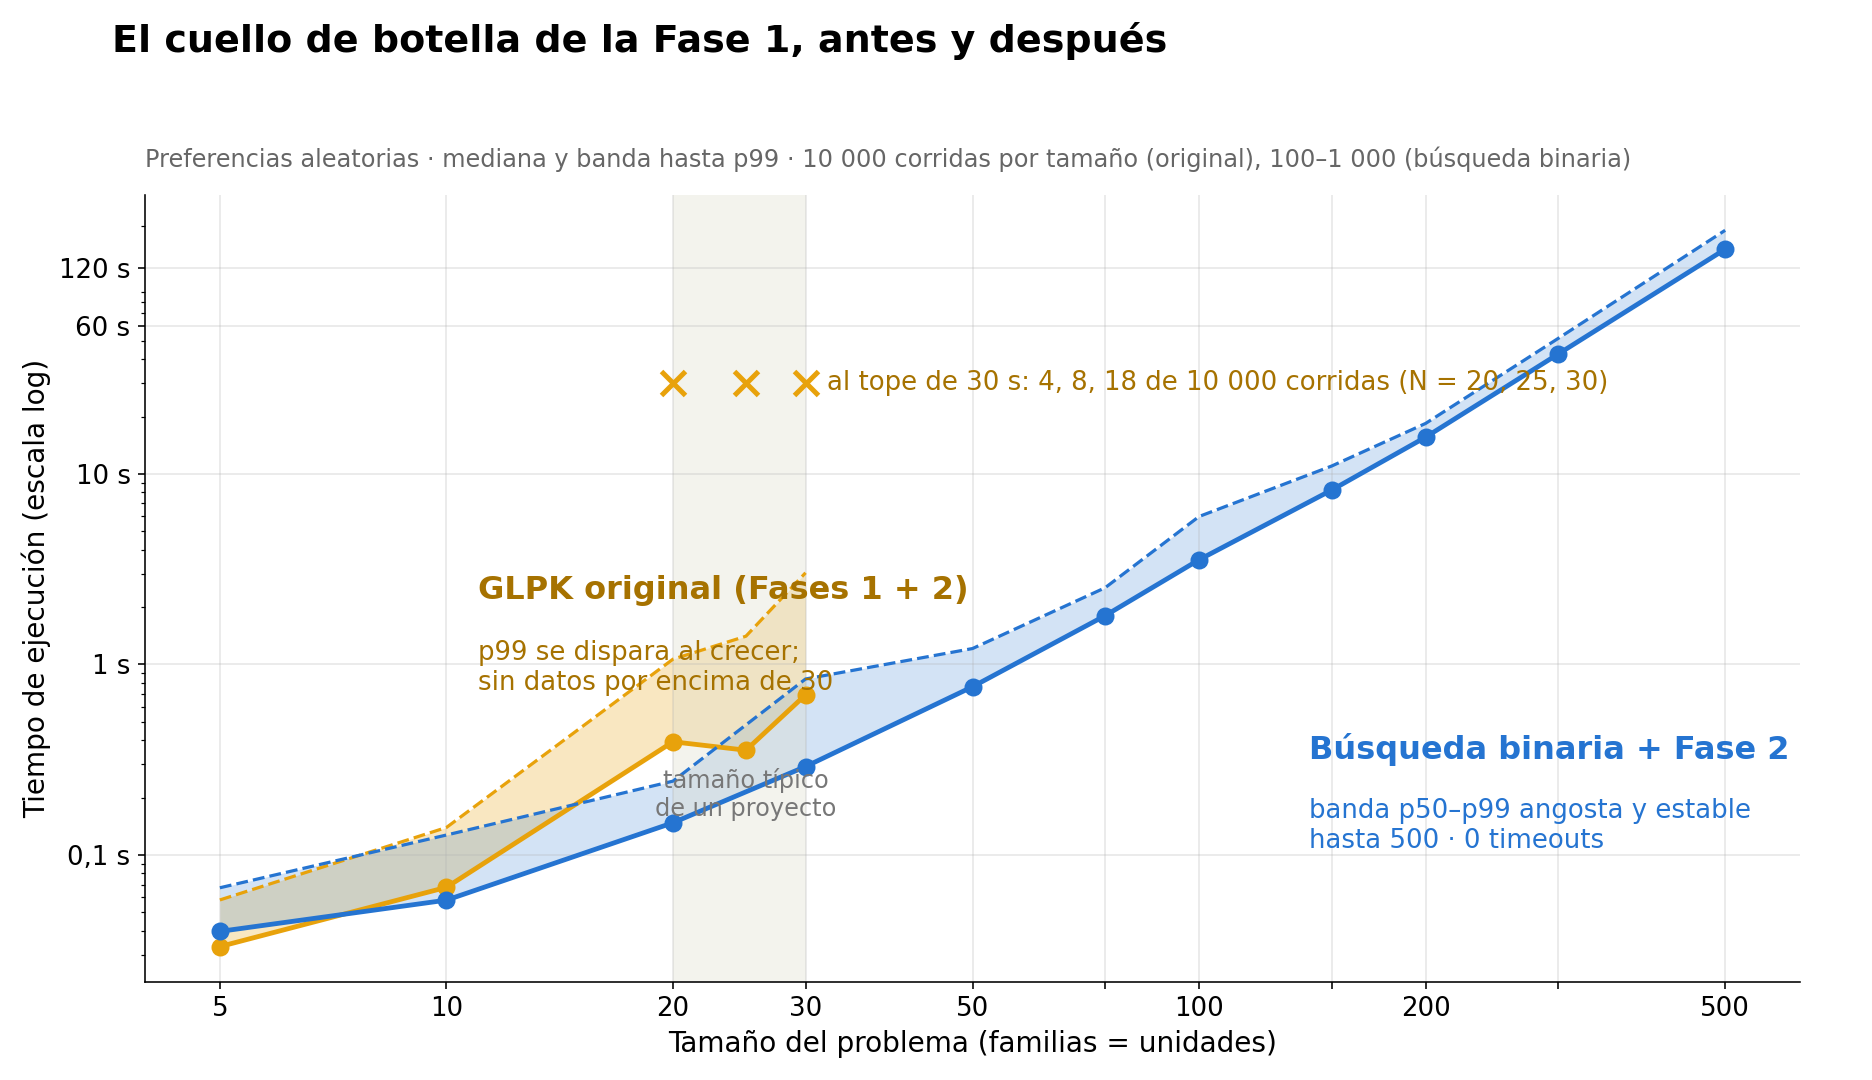 El cuello de botella de la Fase 1, antes y después
Preferencias aleatorias · mediana y banda hasta p99 · 10 000 corridas por tamaño (original), 100–1 000 (búsqueda binaria)
Tiempo de ejecución (escala log)
120 s
60 s
10 s
1 s
0,1 s
al tope de 30 s: 4, 8, 18 de 10 000 corridas (N = 20, 25, 30)
GLPK original (Fases 1 + 2)
p99 se dispara al crecer;
sin datos por encima de 30
tamaño típico
de un proyecto
Búsqueda binaria + Fase 2
banda p50–p99 angosta y estable
hasta 500 · 0 timeouts
5 10 20 30 50 100 200 500
Tamaño del problema (familias = unidades)